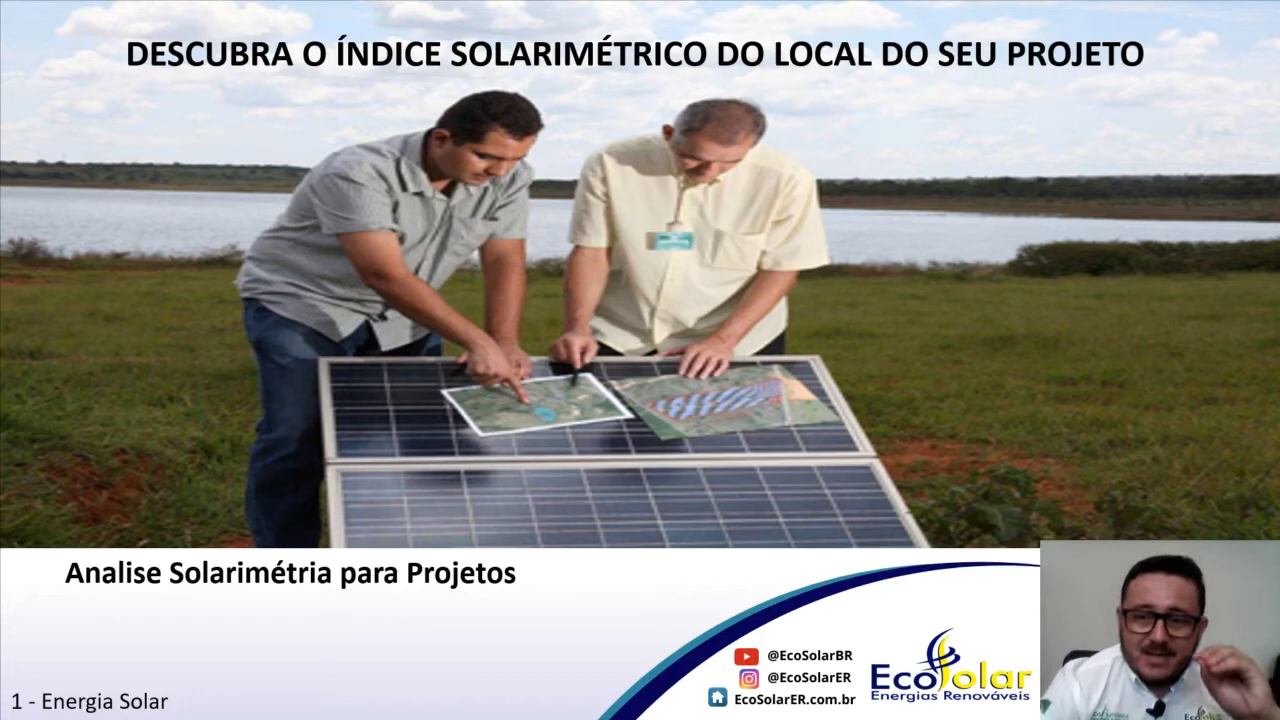 DESCUBRA O ÍNDICE SOLARIMÉTRICO DO LOCAL DO SEU PROJETO
Analise Solarimétria para Projetos
@EcoSolarBR
@EcoSolarER
EcoSolarER.com.br
EcoSolar
Energias Renováveis
1 - Energia Solar